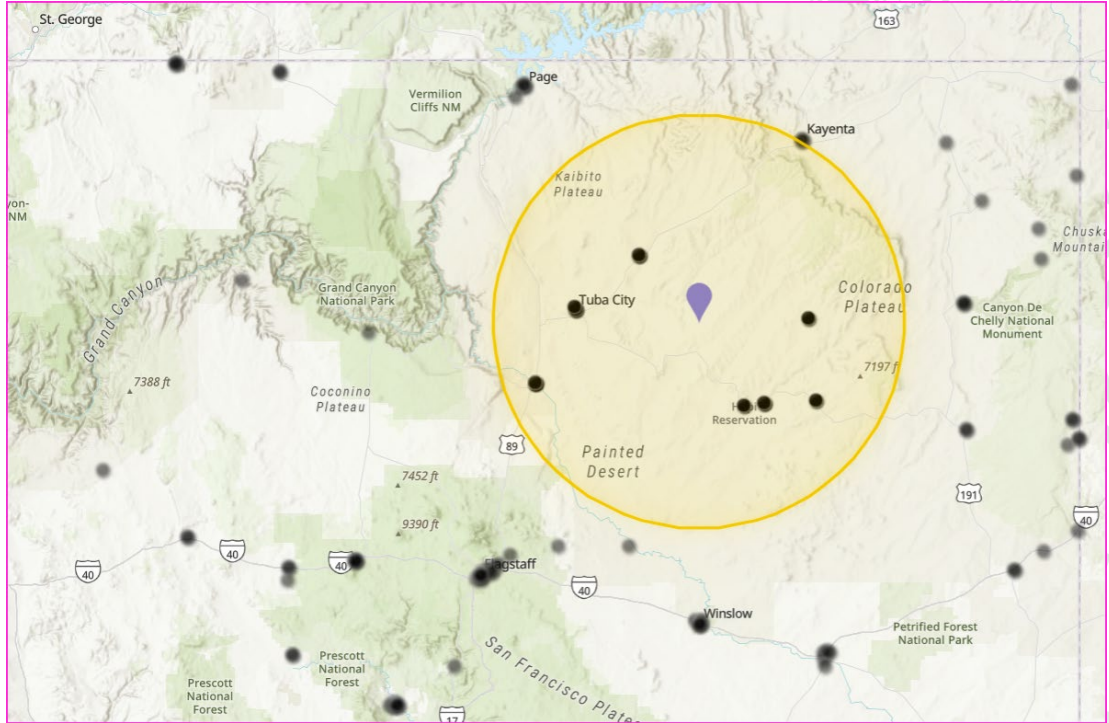 St. George
163
Page
Vermilion
Cliffs NM
Kayenta
Kaibito
Plateau
yon-
NM
Chuska
Mountai
Grand Canyon
Grand Canyon
National Park
Tuba City
Colorado
Plateau
Canyon De
Chelly National
Monument
7388 ft
7197 ft
Coconino
Plateau
Reservation
89
Painted
Desert
7452 ft
191
9390 ft
40
40
40
40
Flagstaff
40
Winslow
Petrified Forest
National Park
San Francisco Plate
Prescott
National
Forest
Prescott
National
Forest
17